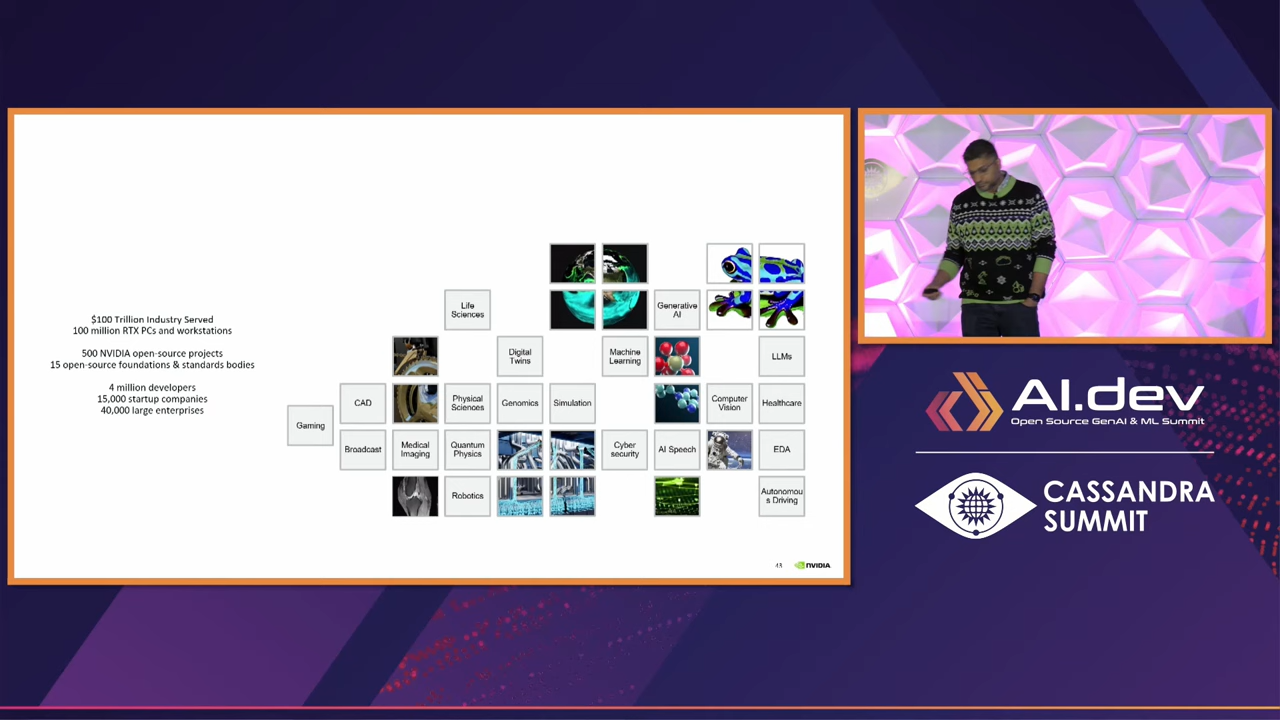 $100 Trillion Industry Served
100 million RTX PCs and workstations
500 NVIDIA open-source projects
15 open-source foundations & standards bodies
4 million developers
15,000 startup companies
40,000 large enterprises
Life
Sciences
Generative
AI
Digital
Twins
Machine
Learning
LLMs
CAD
Physical
Sciences
Genomics
Simulation
Computer
Vision
Healthcare
Gaming
Broadcast
Medical
Imaging
Quantum
Physics
Cyber
security
AI Speech
EDA
Robotics
Autonomou
s Driving
43
NVIDIA
AI.dev
Open Source GenAI & ML Summit
CASSANDRA
SUMMIT